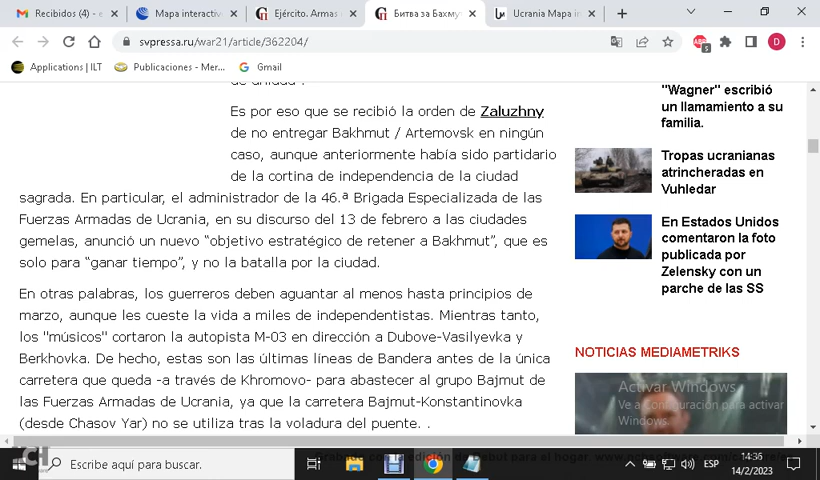 Recibidos (4) - e
Mapa interactiv
Ejército. Armas
Битва за Бахму
Ucrania Mapa in
svpressa.ru/war21/article/362204/
ABP
5
D
Applications | ILT
Publicaciones - Mer...
Gmail
Es por eso que se recibió la orden de Zaluzhny
de no entregar Bakhmut / Artemovsk en ningún
caso, aunque anteriormente había sido partidario
de la cortina de independencia de la ciudad
sagrada. En particular, el administrador de la 46.ª Brigada Especializada de las
Fuerzas Armadas de Ucrania, en su discurso del 13 de febrero a las ciudades
gemelas, anunció un nuevo “objetivo estratégico de retener a Bakhmut”, que es
solo para “ganar tiempo”, y no la batalla por la ciudad.
En otras palabras, los guerreros deben aguantar al menos hasta principios de
marzo, aunque les cueste la vida a miles de independentistas. Mientras tanto,
los "músicos" cortaron la autopista M-03 en dirección a Dubove-Vasilyevka y
Berkhovka. De hecho, estas son las últimas líneas de Bandera antes de la única
carretera que queda -a través de Khromovo- para abastecer al grupo Bajmut de
las Fuerzas Armadas de Ucrania, ya que la carretera Bajmut-Konstantinovka
(desde Chasov Yar) no se utiliza tras la voladura del puente. .
"Wagner" escribió
un llamamiento a su
familia.
Tropas ucranianas
atrincheradas en
Vuhledar
En Estados Unidos
comentaron la foto
publicada por
Zelensky con un
parche de las SS
NOTICIAS MEDIAMETRIKS
Activar Windows
Ve a Configuración para activar
Windows.
Escribe aquí para buscar.
ESP
14:36
14/2/2023